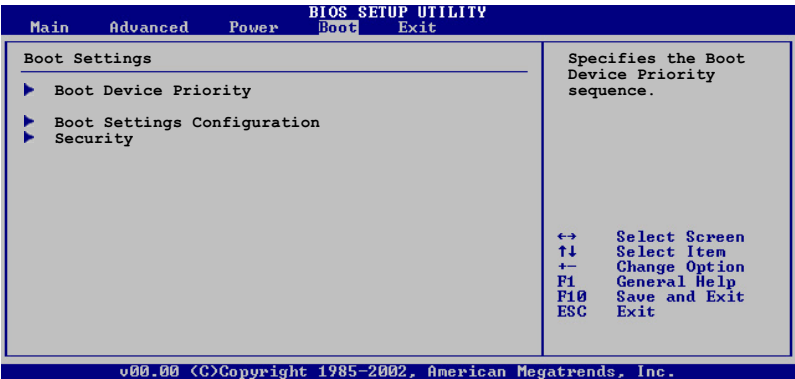 BIOS SETUP UTILITY
Main Advanced Power Boot Exit
Boot Settings
Boot Device Priority
Boot Settings Configuration
Security
Specifies the Boot
Device Priority
sequence.
←→ Select Screen
↑↓ Select Item
+− Change Option
F1 General Help
F10 Save and Exit
ESC Exit
v00.00 (C)Copyright 1985-2002, American Megatrends, Inc.